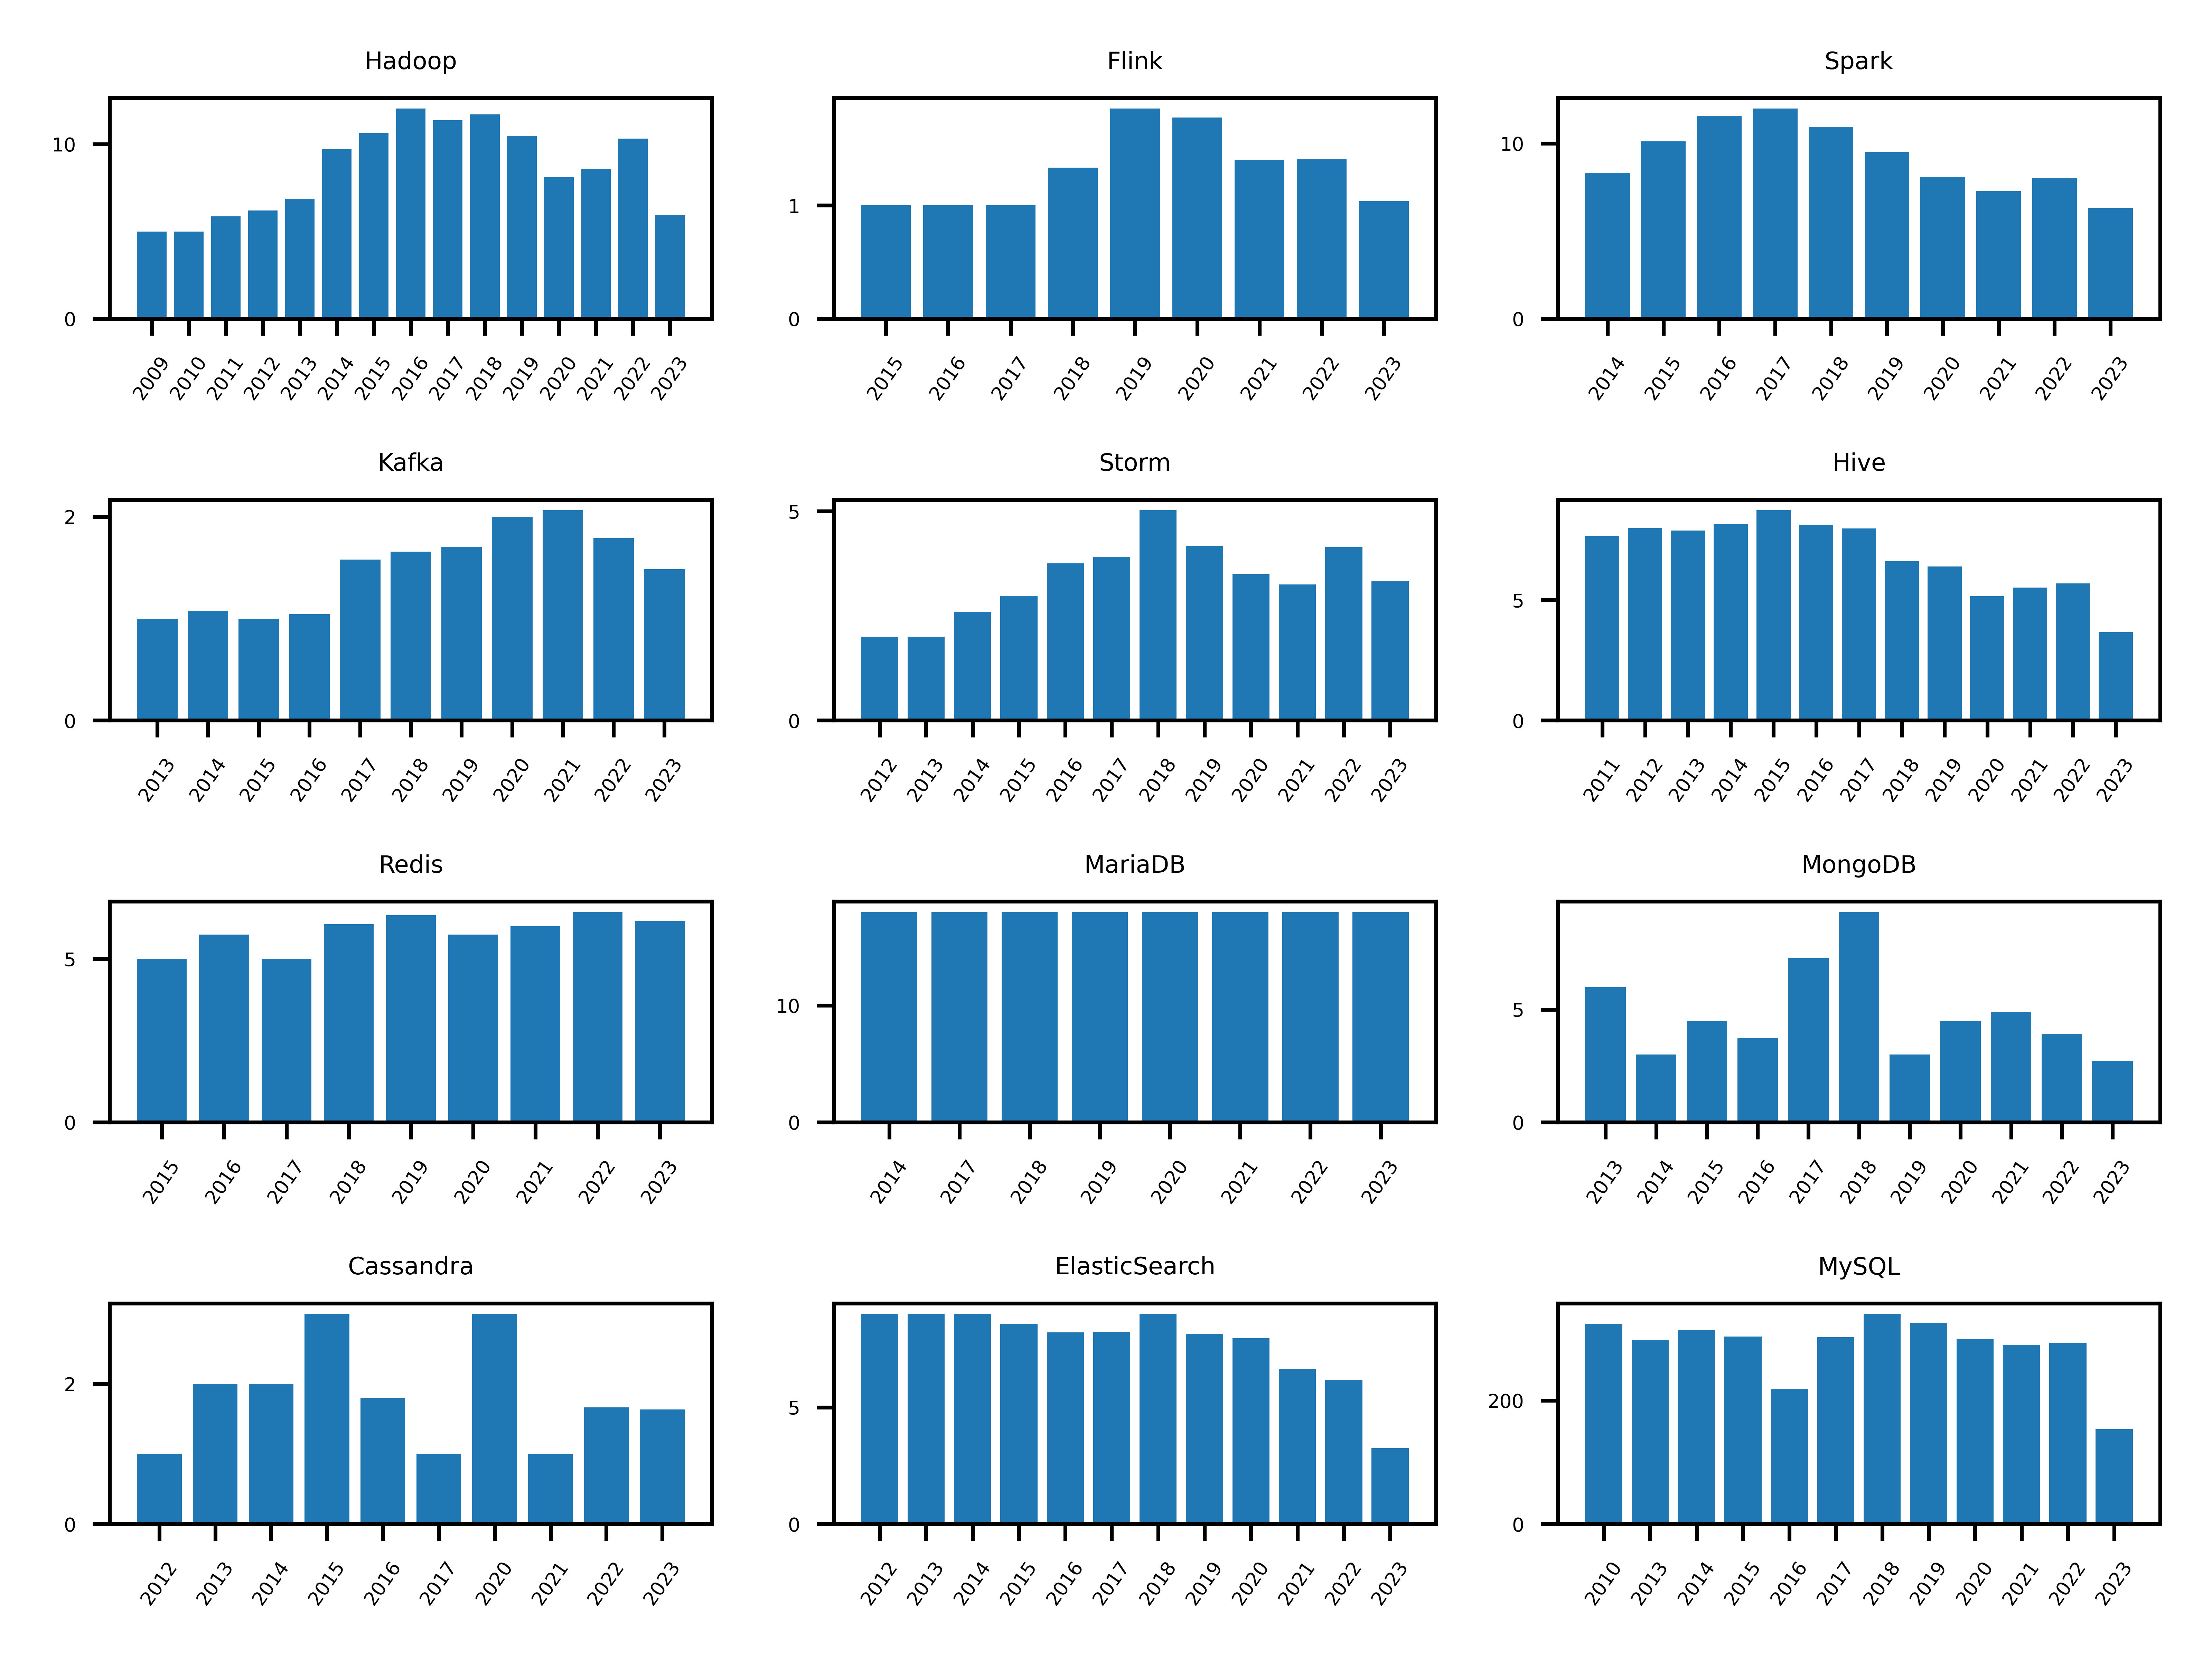 Hadoop
10
0
2009 2010 2011 2012 2013 2014 2015 2016 2017 2018 2019 2020 2021 2022 2023
Flink
1
0
2015 2016 2017 2018 2019 2020 2021 2022 2023
Spark
10
0
2014 2015 2016 2017 2018 2019 2020 2021 2022 2023
Kafka
2
0
2013 2014 2015 2016 2017 2018 2019 2020 2021 2022 2023
Storm
5
0
2012 2013 2014 2015 2016 2017 2018 2019 2020 2021 2022 2023
Hive
5
0
2011 2012 2013 2014 2015 2016 2017 2018 2019 2020 2021 2022 2023
Redis
5
0
2015 2016 2017 2018 2019 2020 2021 2022 2023
MariaDB
10
0
2014 2017 2018 2019 2020 2021 2022 2023
MongoDB
5
0
2013 2014 2015 2016 2017 2018 2019 2020 2021 2022 2023
Cassandra
2
0
2012 2013 2014 2015 2016 2017 2020 2021 2022 2023
ElasticSearch
5
0
2012 2013 2014 2015 2016 2017 2018 2019 2020 2021 2022 2023
MySQL
200
0
2010 2013 2014 2015 2016 2017 2018 2019 2020 2021 2022 2023